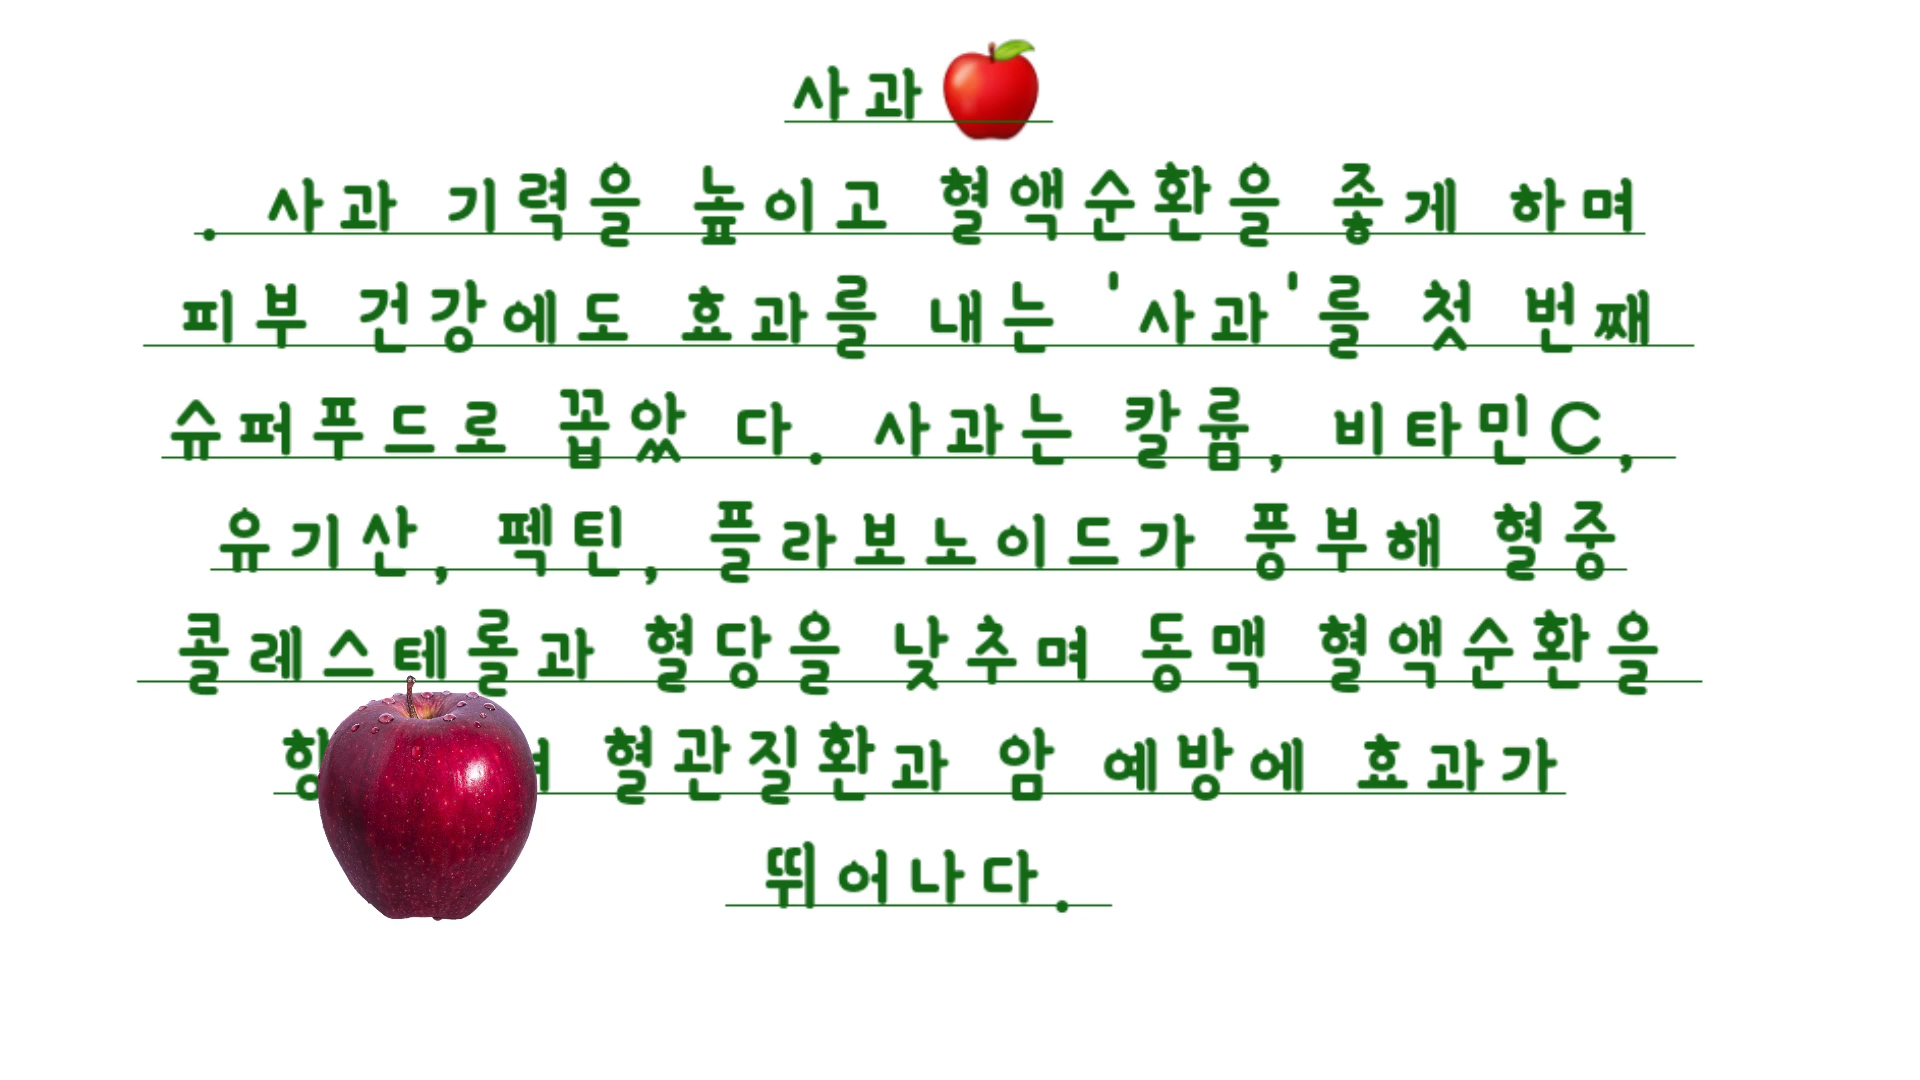 사과
. 사과 기력을 높이고 혈액순환을 좋게 하며
피부 건강에도 효과를 내는 '사과'를 첫 번째
슈퍼푸드로 꼽았 다. 사과는 칼륨, 비타민C,
유기산, 펙틴, 플라보노이드가 풍부해 혈중
콜레스테롤과 혈당을 낮추며 동맥 혈액순환을
혈관질환과 암 예방에 효과가
뛰어나다.